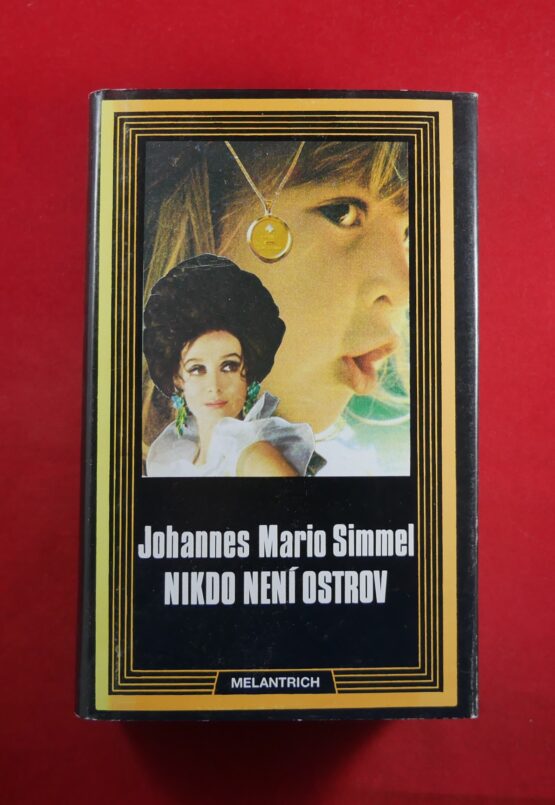 Johannes Mario Simmel
NIKDO NENÍ OSTROV
MELANTRICH